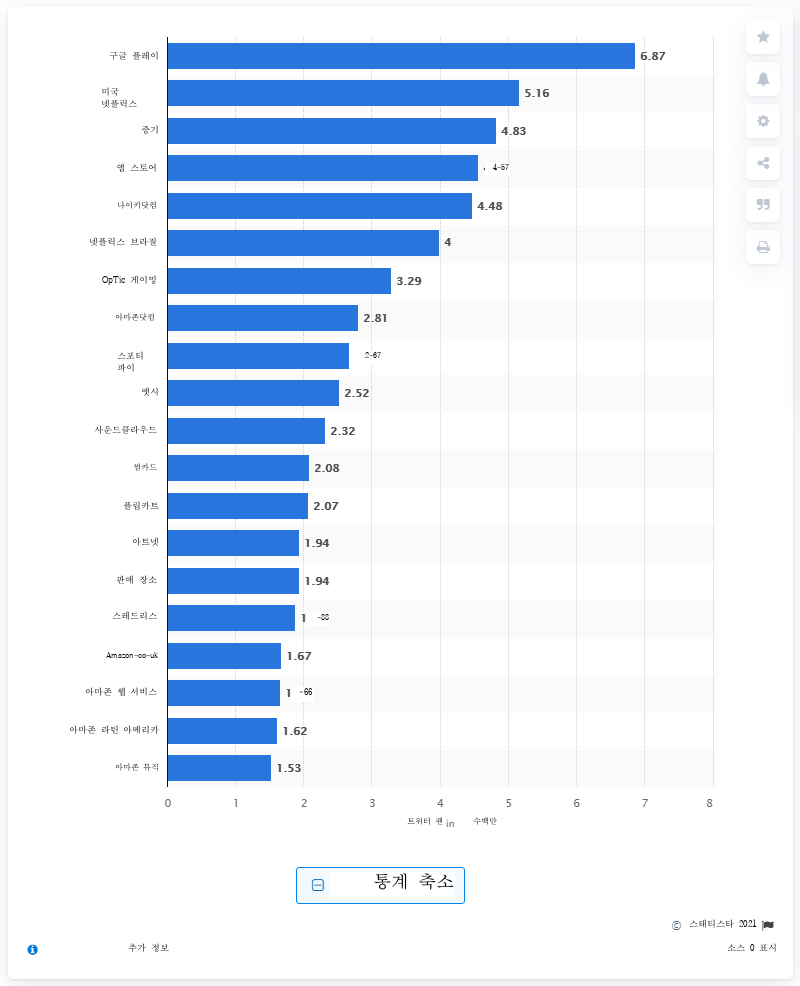 구글 플레이 6.87
미국
넷플릭스 5.16
증기 4.83
앱 스토어 4-57
나이키닷컴 4.48
넷플릭스 브라질 4
OpTic 게이밍 3.29
아마존닷컴 2.81
스포티
파이 2-67
엣시 2.52
사운드클라우드 2.32
2.08
플립카트 2.07
아트넷 1.94
판매 장소 1.94
스레드리스 1 -88
Amazon-co-uk 1.67
아마존 웹 서비스 1 -66
아마존 라틴 아메리카 1.62
아마존 뮤직 1.53
0 1 2 3 4 5 6 7 8
트위터 팬 in 수백만
통계 축소
© 스태티스타 2021
추가 정보 소스 0 표시